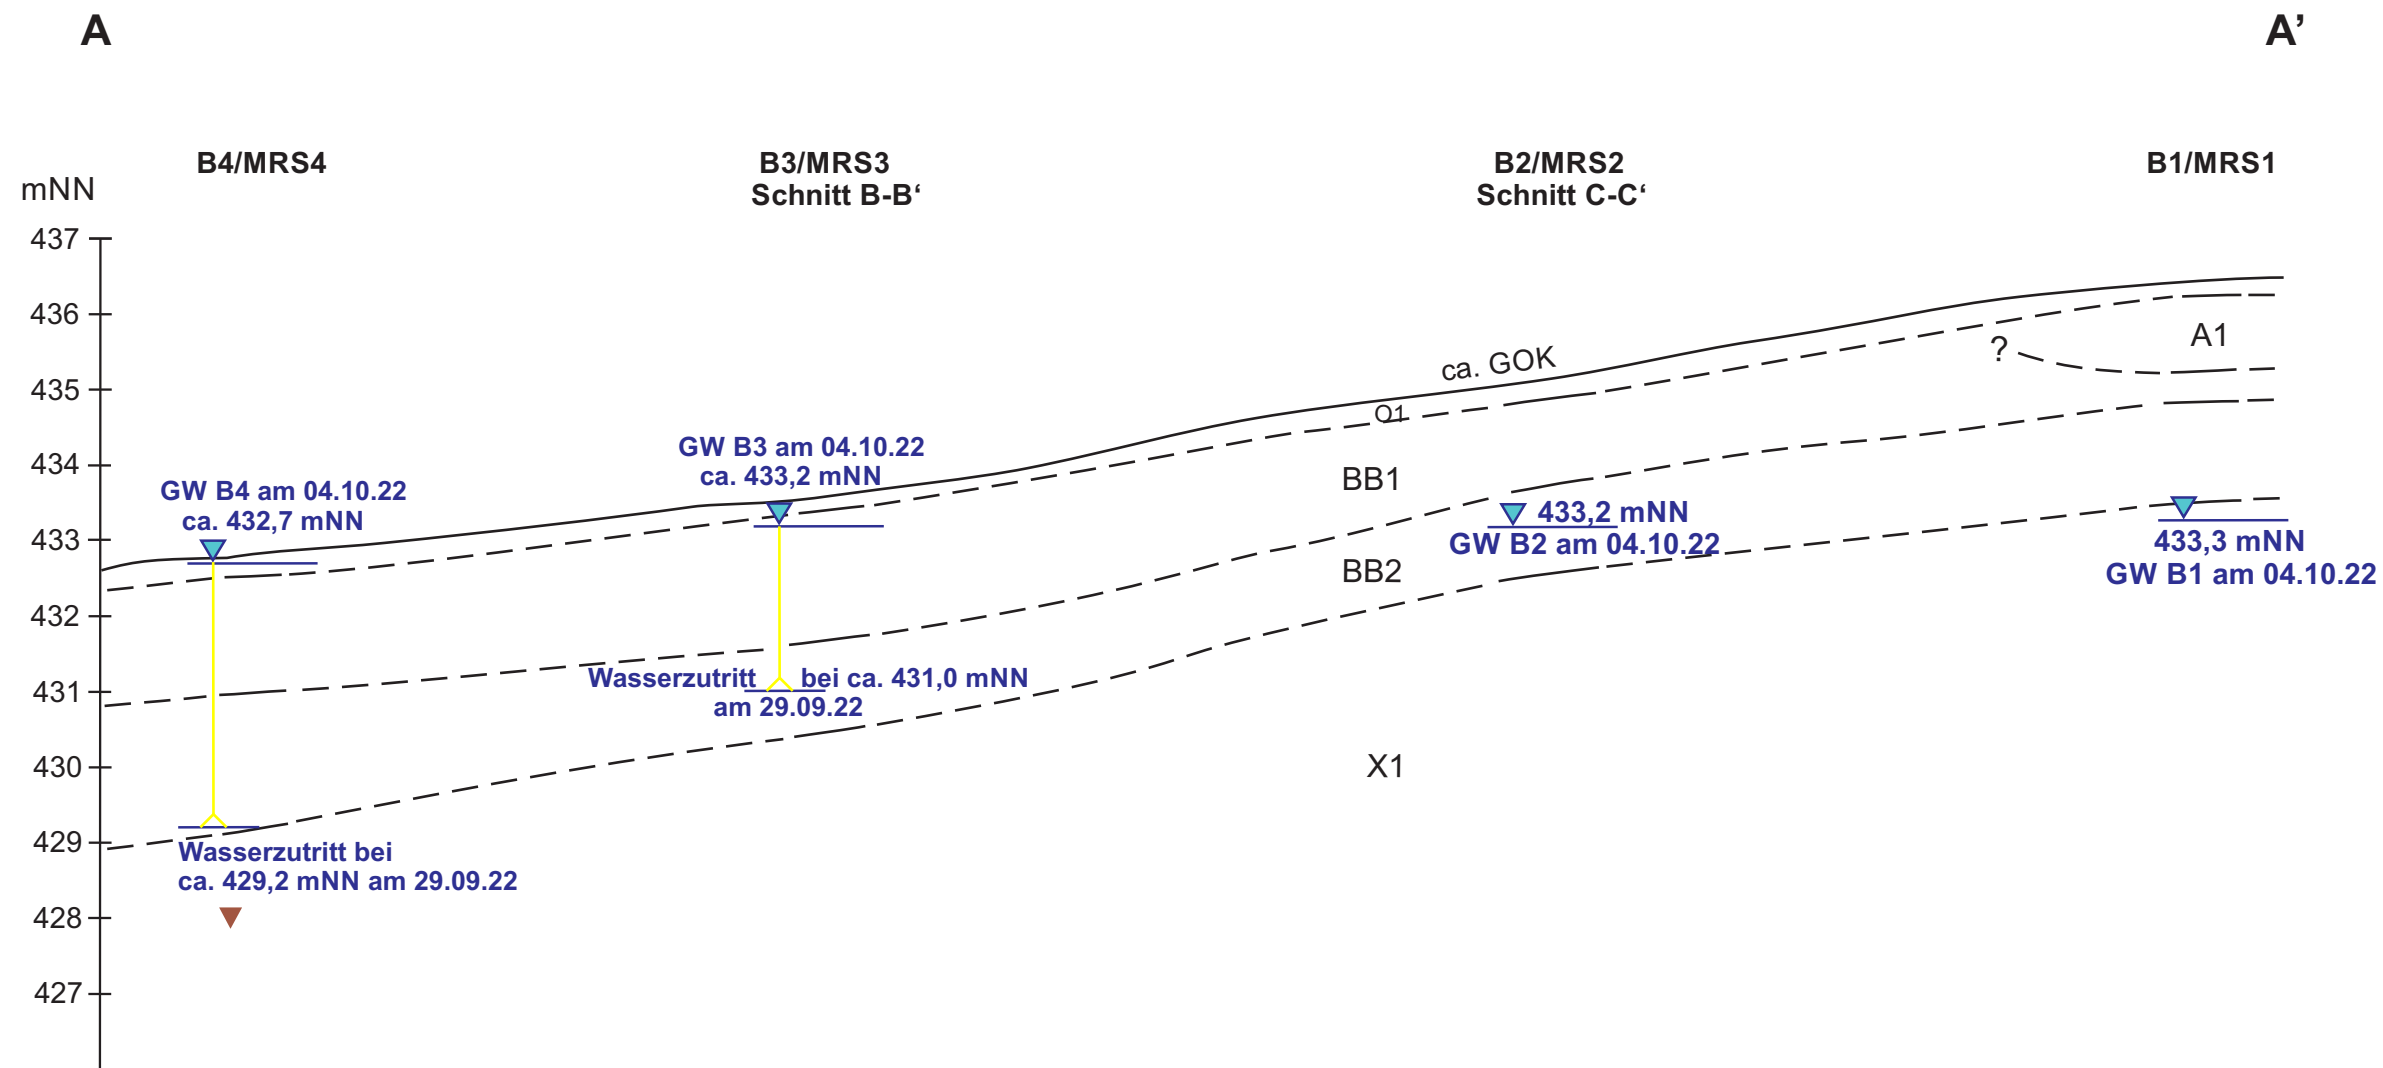 A
A’
B4/MRS4
B3/MRS3
Schnitt B-B‘
B2/MRS2
Schnitt C-C‘
B1/MRS1
mNN
437
436
435
434
433
432
431
430
429
428
427
ca. GOK
O1
?
A1
BB1
BB2
X1
GW B4 am 04.10.22
ca. 432,7 mNN
GW B3 am 04.10.22
ca. 433,2 mNN
433,2 mNN
GW B2 am 04.10.22
433,3 mNN
GW B1 am 04.10.22
Wasserzutritt bei ca. 431,0 mNN
am 29.09.22
Wasserzutritt bei
ca. 429,2 mNN am 29.09.22